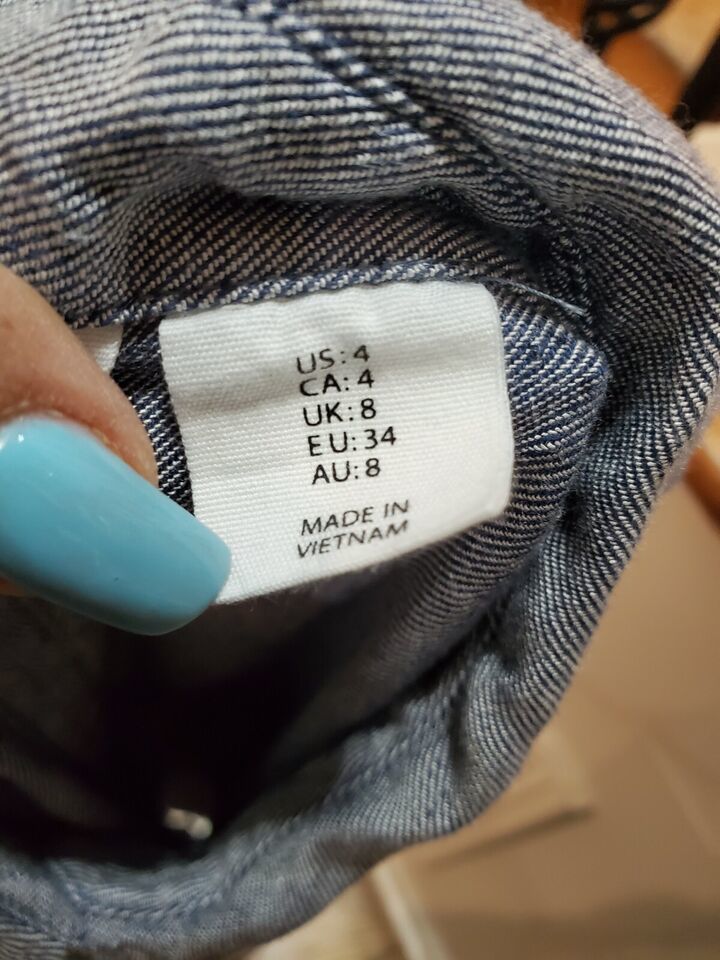 US: 4
CA: 4
UK: 8
EU: 34
AU: 8
MADE IN
VIETNAM